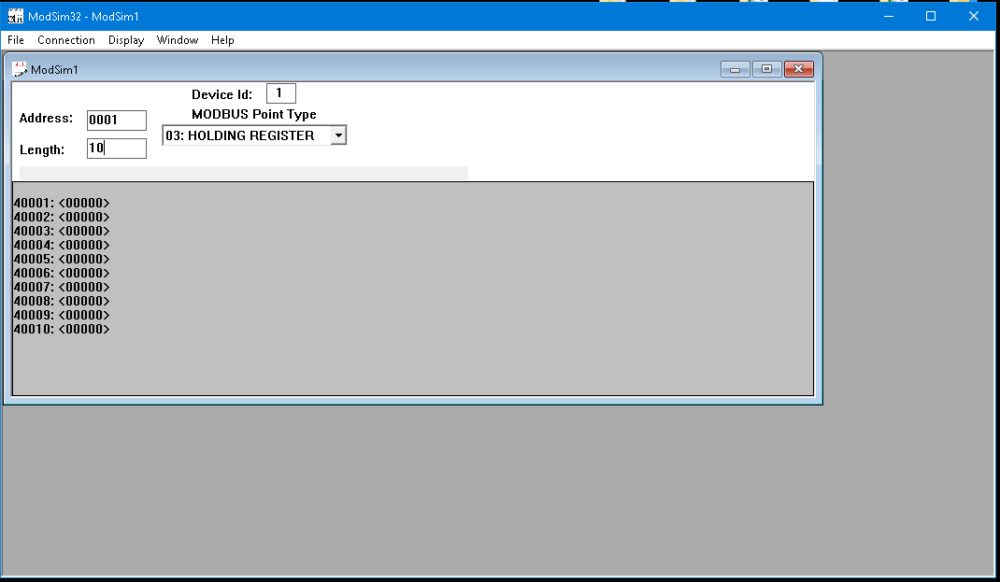 ModSim32 - ModSim1
File Connection Display Window Help
ModSim1
Device Id: 1
Address: 0001
MODBUS Point Type
03: HOLDING REGISTER
Length: 10
40001: <00000>
40002: <00000>
40003: <00000>
40004: <00000>
40005: <00000>
40006: <00000>
40007: <00000>
40008: <00000>
40009: <00000>
40010: <00000>